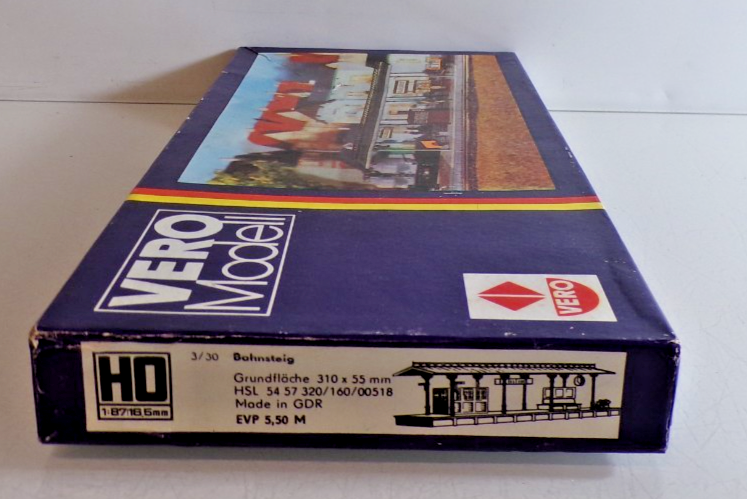 VERO
Modell
VERO
HO
1:87/16.5mm
3/30 Bahnsteig
Grundfläche 310 x 55 mm
HSL 54 57 320/160/00518
Made in GDR
EVP 5,50 M